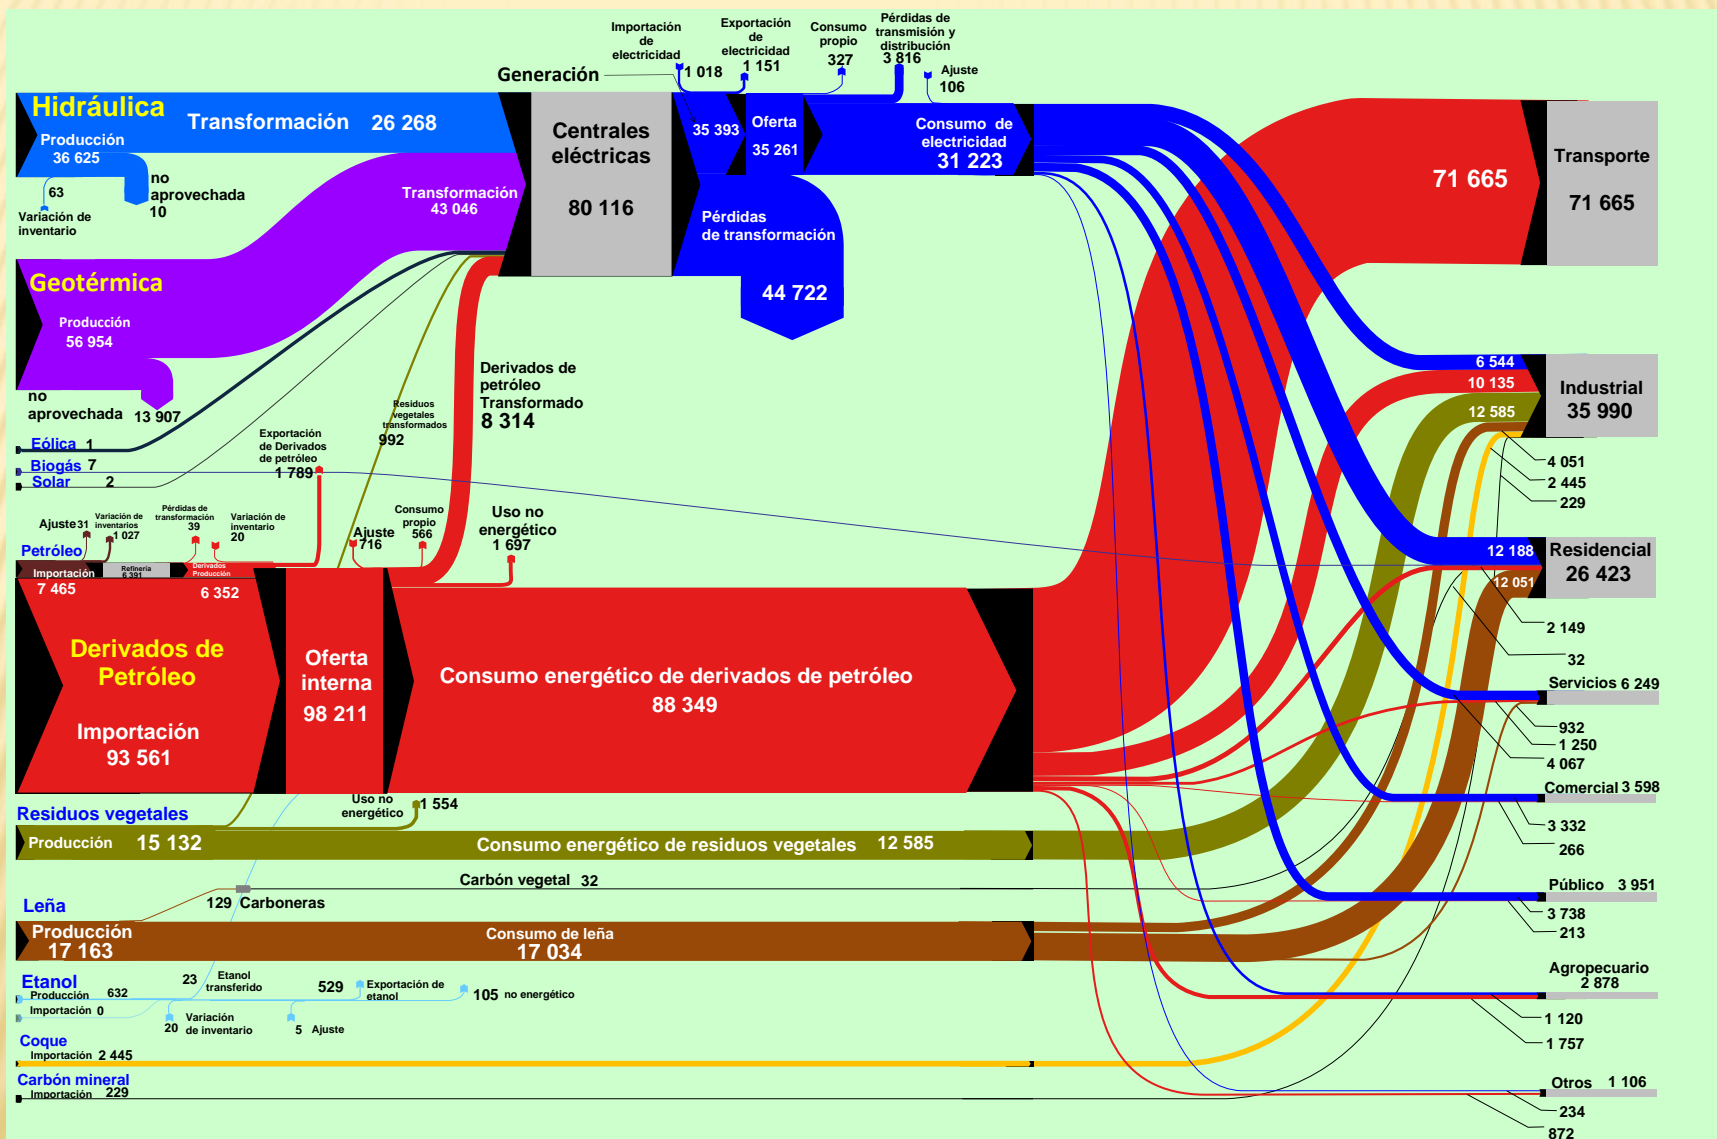 Importación
de
electricidad
1 018
Exportación
de
electricidad
1 151
Consumo
propio
327
Pérdidas de
transmisión y
distribución
3 816
Ajuste
106
Generación
Hidráulica
Producción
36 625
Transformación 26 268
no
aprovechada
10
63
Variación de
inventario
Centrales
eléctricas
80 116
35 393
Oferta
35 261
Consumo de
electricidad
31 223
Pérdidas
de transformación
44 722
Transformación
43 046
Geotérmica
Producción
56 954
no
aprovechada
13 907
Eólica 1
Biogás 7
Solar 2
Residuos
vegetales
transformados
992
Derivados de
petróleo
Transformado
8 314
Exportación
de Derivados
de petróleo
1 789
Ajuste 31
Variación de
inventarios
1 027
Pérdidas de
transformación
39
Variación de
inventario
20
Ajuste
716
Consumo
propio
566
Uso no
energético
1 697
Petróleo
Importación
7 465
Refinería
6 391
Derivados
Producción
6 352
Derivados de
Petróleo
Importación
93 561
Oferta
interna
98 211
Consumo energético de derivados de petróleo
88 349
Residuos vegetales
Producción 15 132
Uso no
energético
1 554
Consumo energético de residuos vegetales 12 585
Carbón vegetal 32
129 Carboneras
Leña
Producción
17 163
Consumo de leña
17 034
Etanol
Producción 632
Importación 0
23
Etanol
transferido
20
Variación
de inventario
529
Exportación de
etanol
5 Ajuste
105 no energético
Coque
Importación 2 445
Carbón mineral
Importación 229
71 665
Transporte
71 665
6 544
10 135
12 585
Industrial
35 990
4 051
2 445
229
12 188
12 051
Residencial
26 423
2 149
32
Servicios 6 249
932
1 250
4 067
Comercial 3 598
3 332
266
Público 3 951
3 738
213
Agropecuario
2 878
1 120
1 757
Otros 1 106
234
872